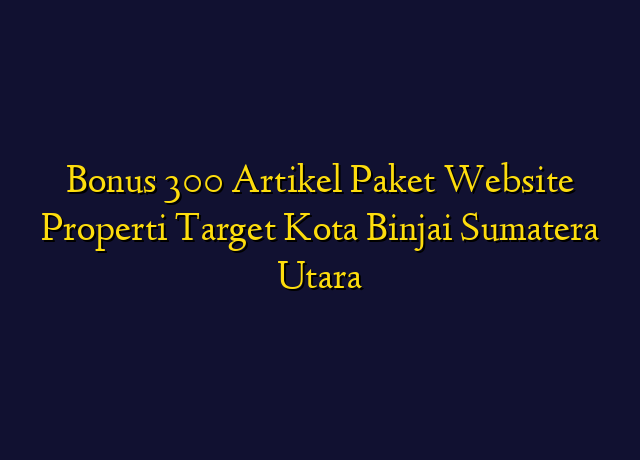 Bonus 300 Artikel Paket Website
Properti Target Kota Binjai Sumatera
Utara